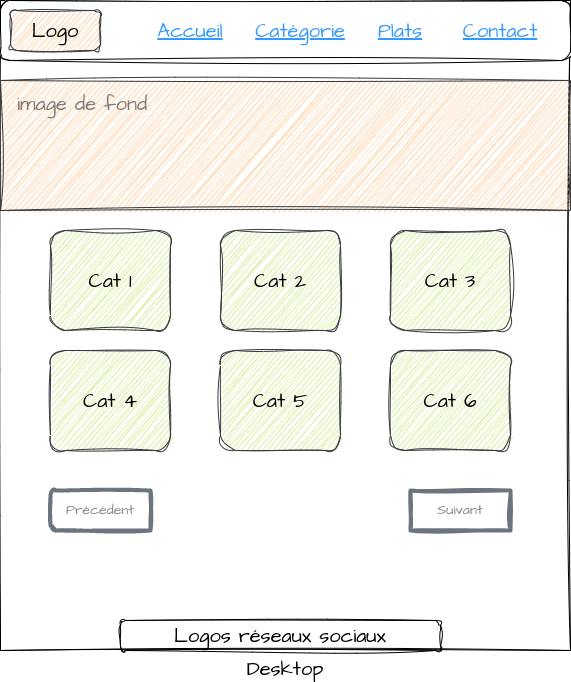 Logo
Accueil Catégorie Plats Contact
image de fond
Cat 1 Cat 2 Cat 3
Cat 4 Cat 5 Cat 6
Précédent Suivant
Logos réseaux sociaux
Desktop